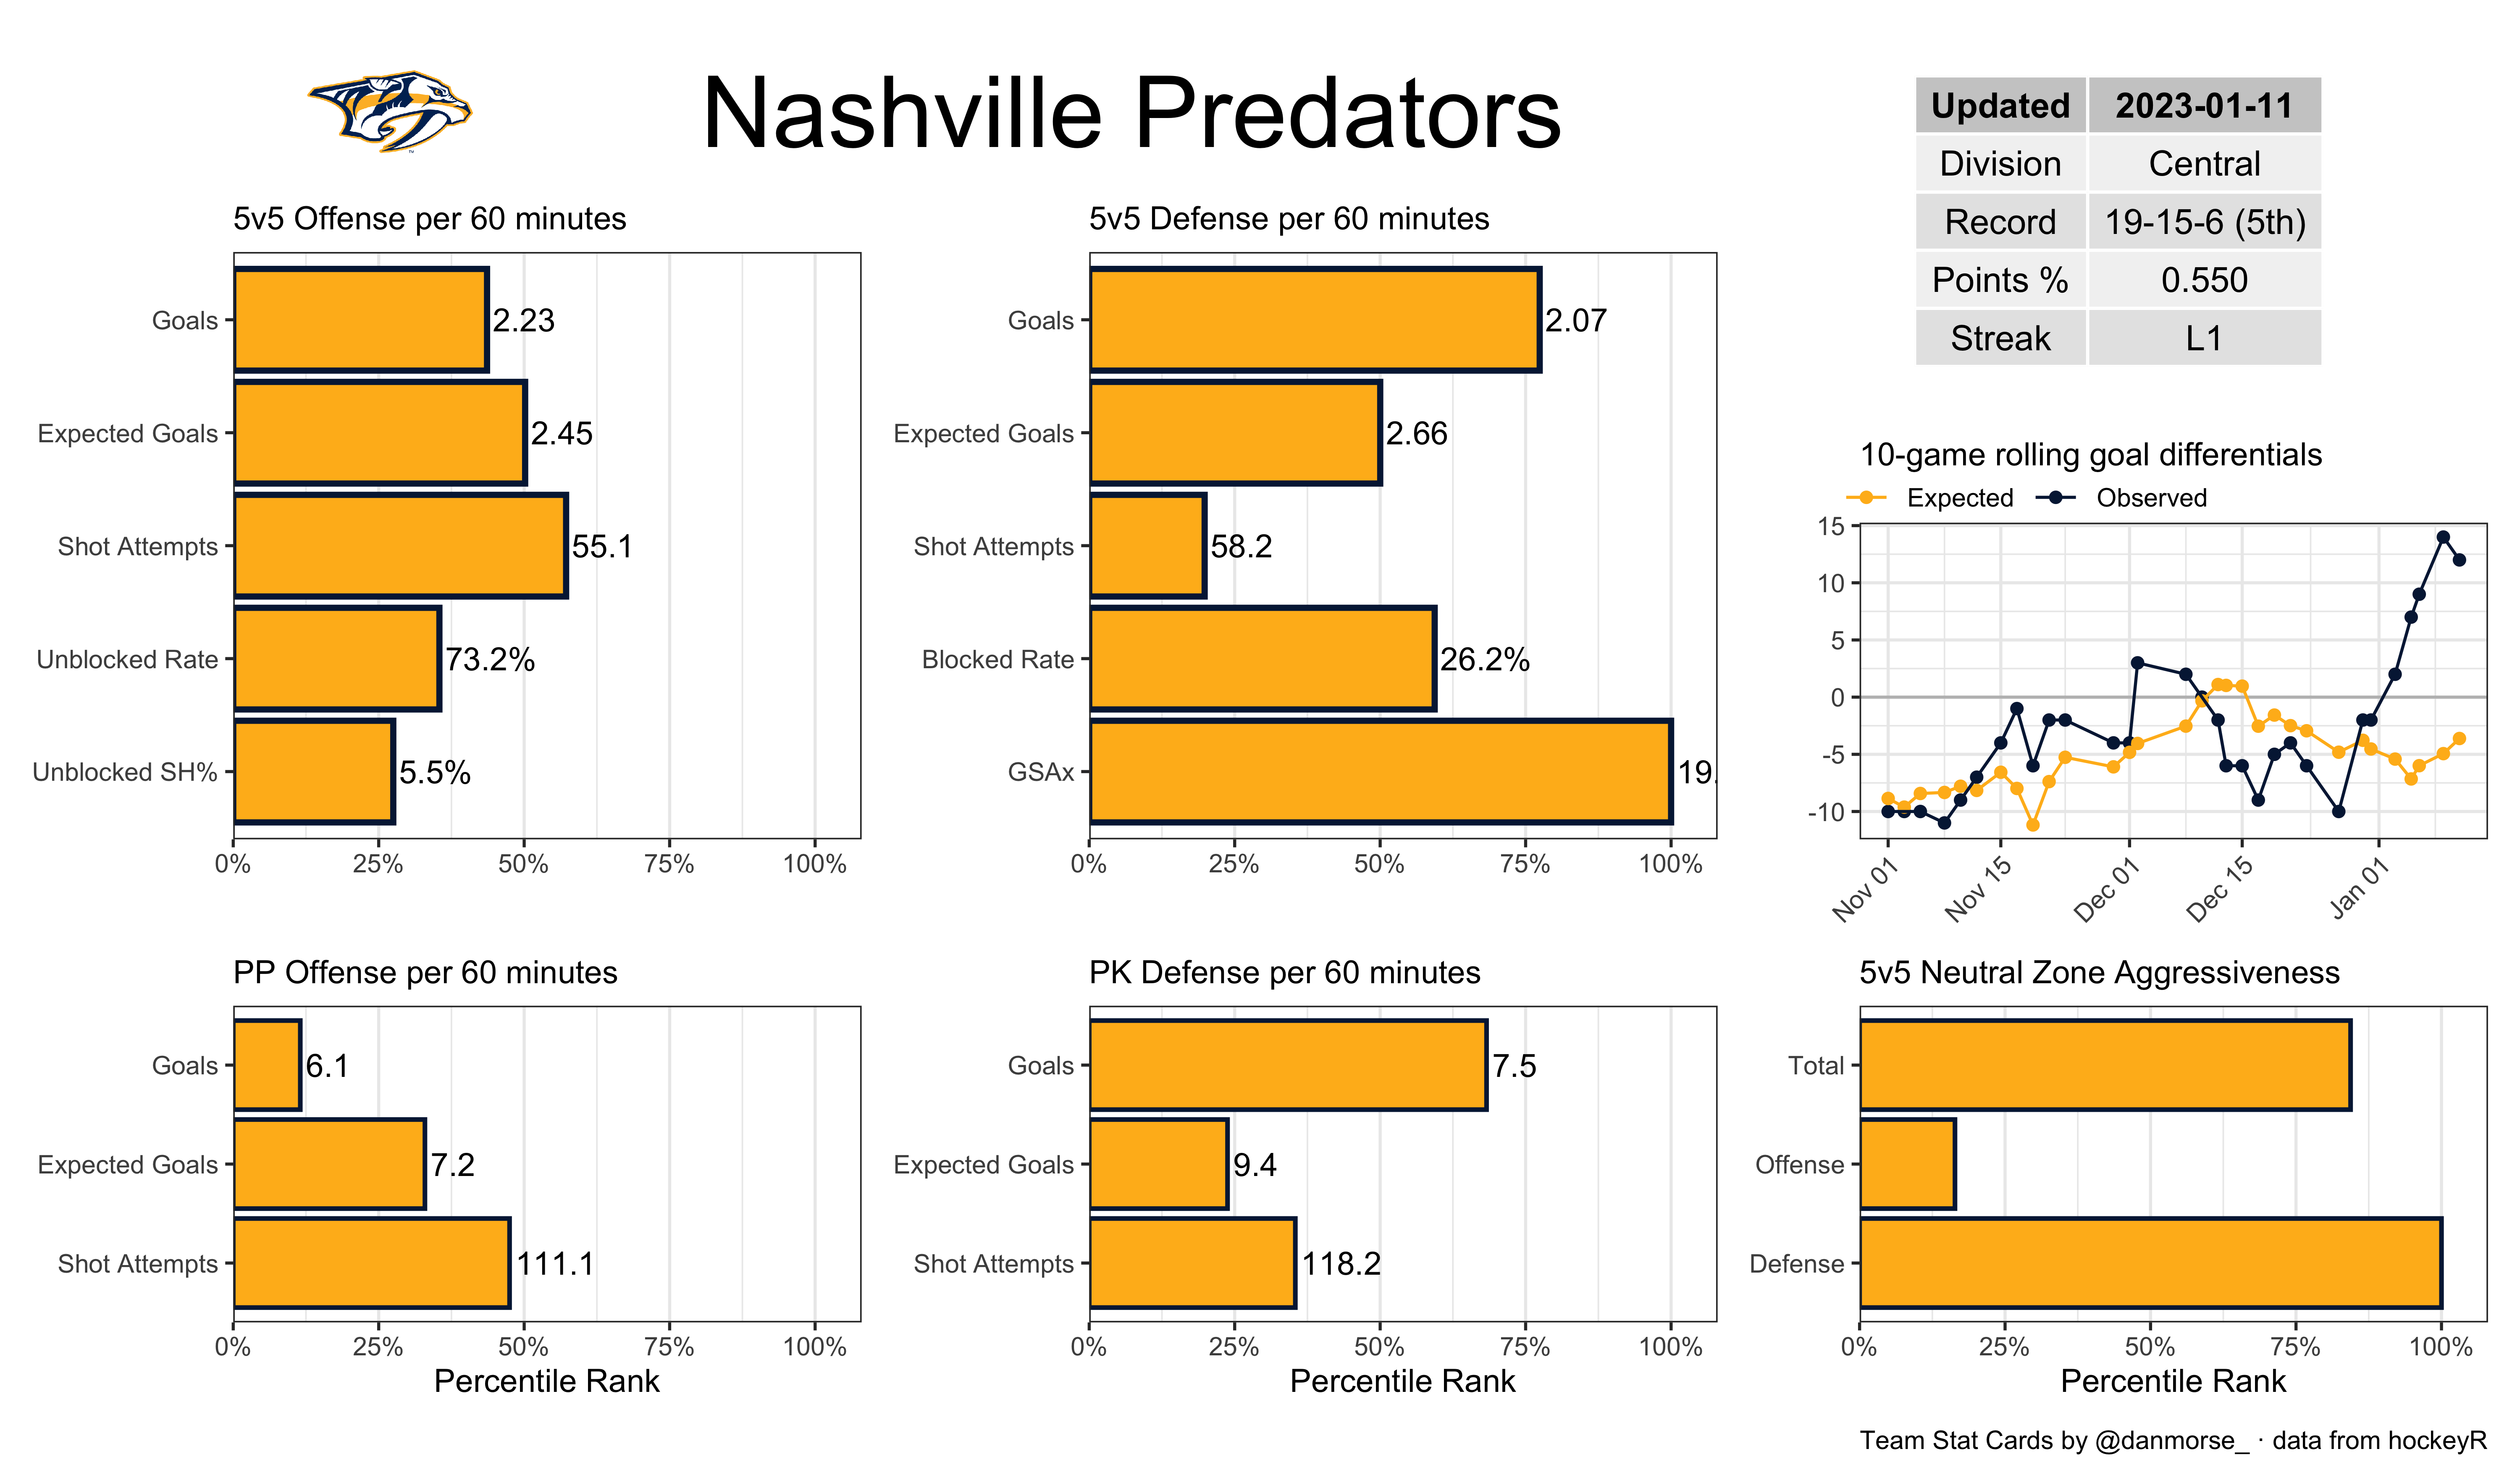 Nashville Predators
Updated 2023-01-11
Division Central
Record 19-15-6 (5th)
Points % 0.550
Streak L1
5v5 Offense per 60 minutes
Goals 2.23
Expected Goals 2.45
Shot Attempts 55.1
Unblocked Rate 73.2%
Unblocked SH% 5.5%
0% 25% 50% 75% 100%
5v5 Defense per 60 minutes
Goals 2.07
Expected Goals 2.66
Shot Attempts 58.2
Blocked Rate 26.2%
GSAx 19.
0% 25% 50% 75% 100%
10-game rolling goal differentials
Expected Observed
15
10
5
0
-5
-10
Nov 01 Nov 15 Dec 01 Dec 15 Jan 01
PP Offense per 60 minutes
Goals 6.1
Expected Goals 7.2
Shot Attempts 111.1
0% 25% 50% 75% 100%
Percentile Rank
PK Defense per 60 minutes
Goals 7.5
Expected Goals 9.4
Shot Attempts 118.2
0% 25% 50% 75% 100%
Percentile Rank
5v5 Neutral Zone Aggressiveness
Total
Offense
Defense
0% 25% 50% 75% 100%
Percentile Rank
Team Stat Cards by @danmorse_ · data from hockeyR